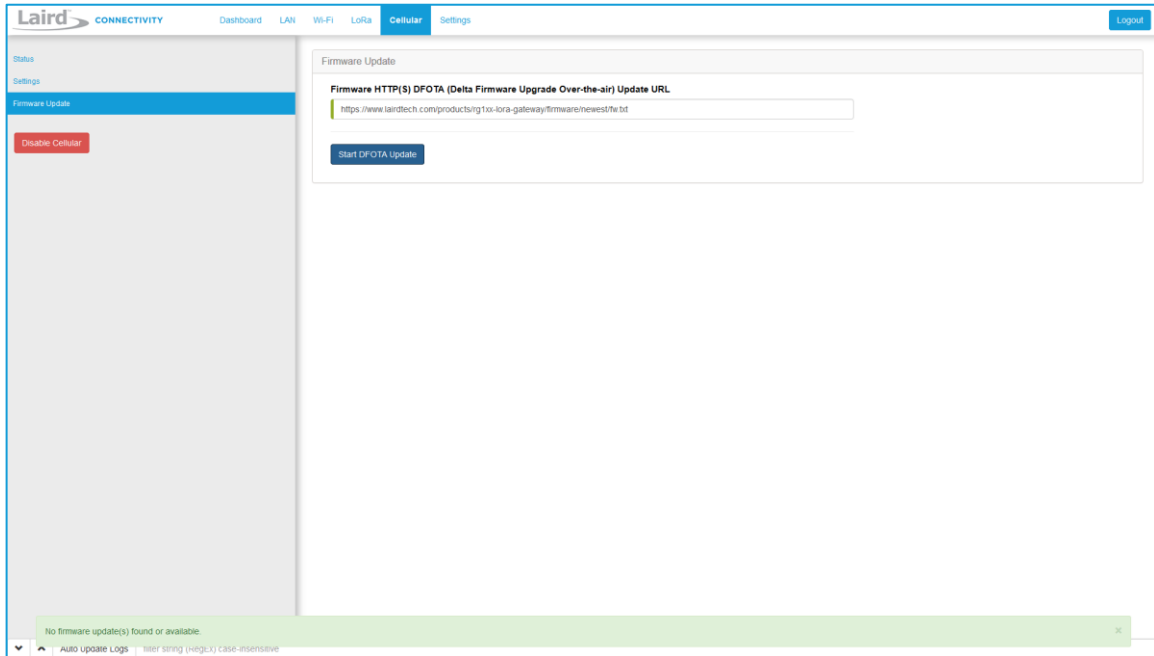 Laird CONNECTIVITY
Dashboard LAN Wi-Fi LoRa Cellular Settings Logout
Status
Settings
Firmware Update
Disable Cellular
Firmware Update
Firmware HTTP(S) DFOTA (Delta Firmware Upgrade Over-the-air) Update URL
https://www.lairdtech.com/products/rg1xx-lora-gateway/firmware/newest/fw.txt
Start DFOTA Update
No firmware update(s) found or available. ×
Auto Update Logs filter string (RegEx) case-insensitive